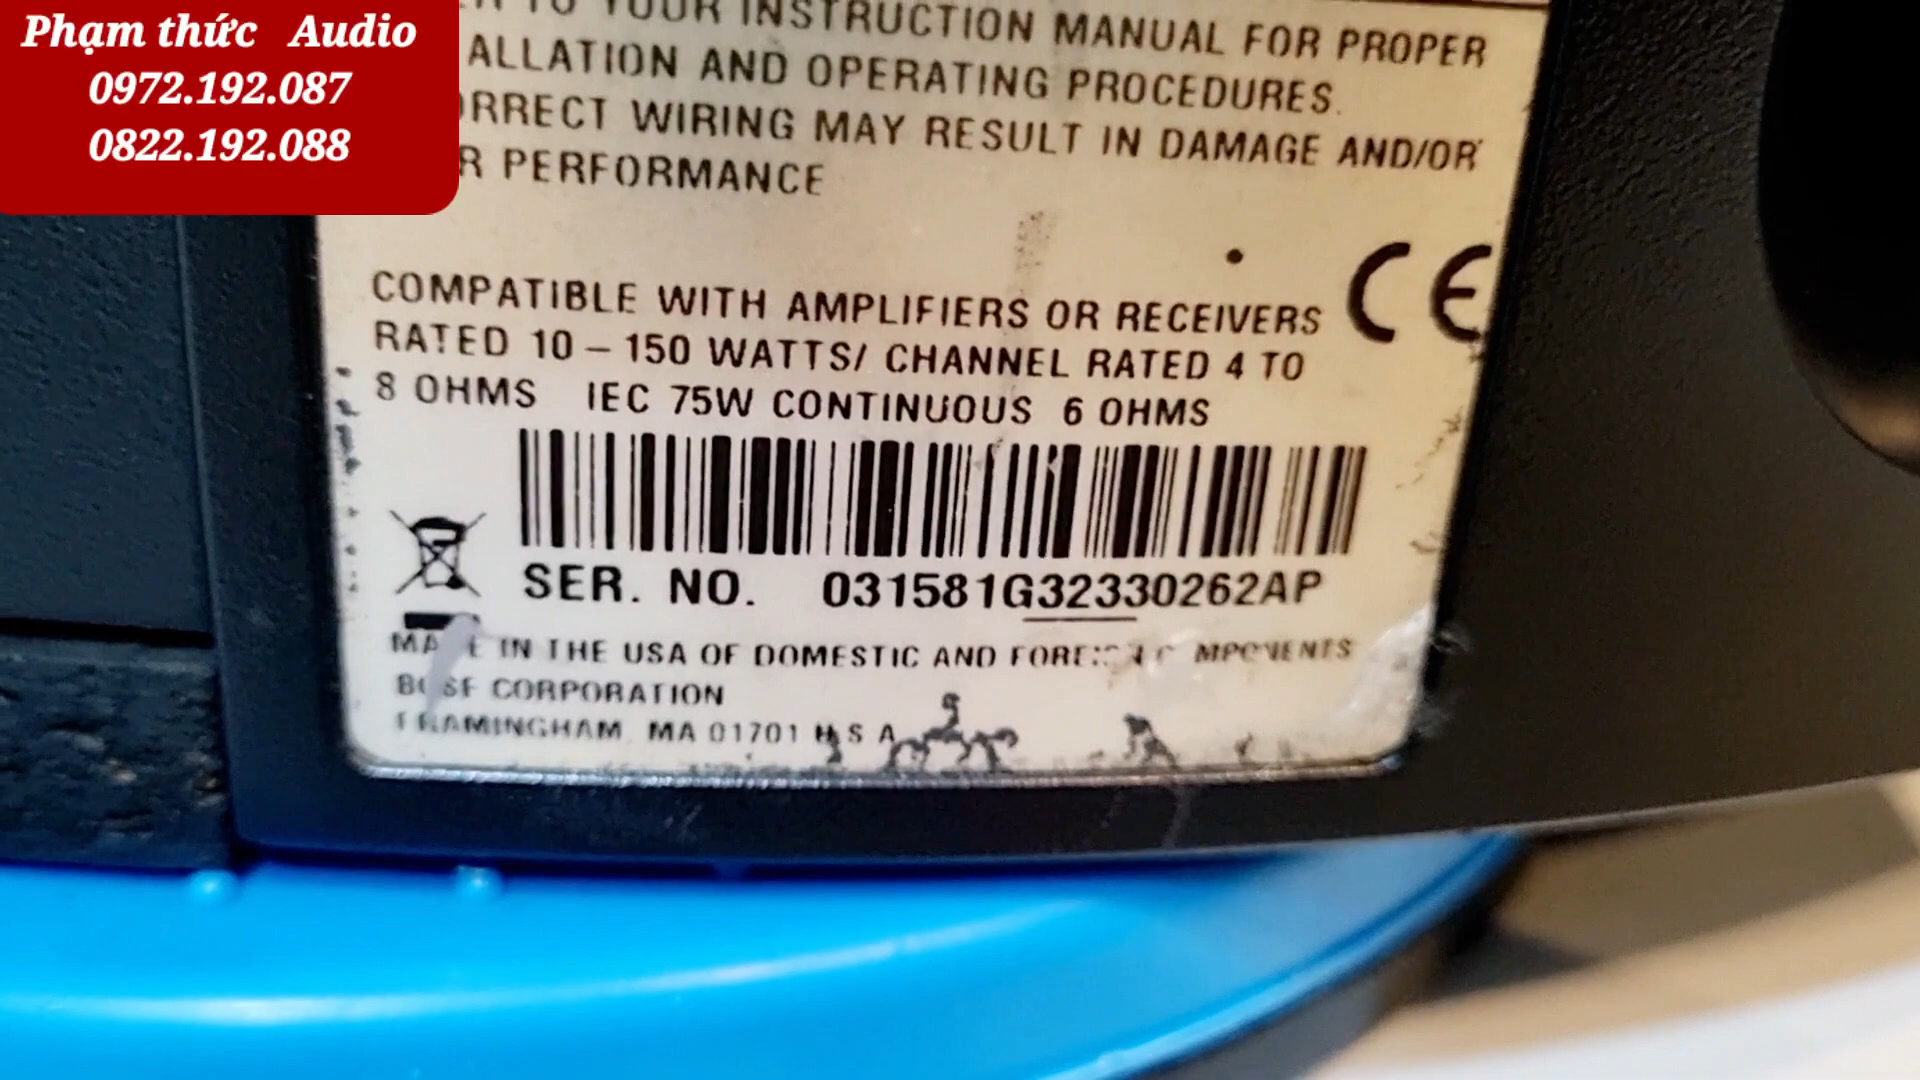 Phạm thức Audio
0972.192.087
0822.192.088
TO YOUR INSTRUCTION MANUAL FOR PROPER
ALLATION AND OPERATING PROCEDURES.
ORRECT WIRING MAY RESULT IN DAMAGE AND/OR
R PERFORMANCE
CE
COMPATIBLE WITH AMPLIFIERS OR RECEIVERS
RATED 10 – 150 WATTS/ CHANNEL RATED 4 TO
8 OHMS IEC 75W CONTINUOUS 6 OHMS
SER. NO. 031581G32330262AP
MADE IN THE USA OF DOMESTIC AND FOREIGN COMPONENTS
BOSE CORPORATION
FRAMINGHAM, MA 01701 U.S.A.